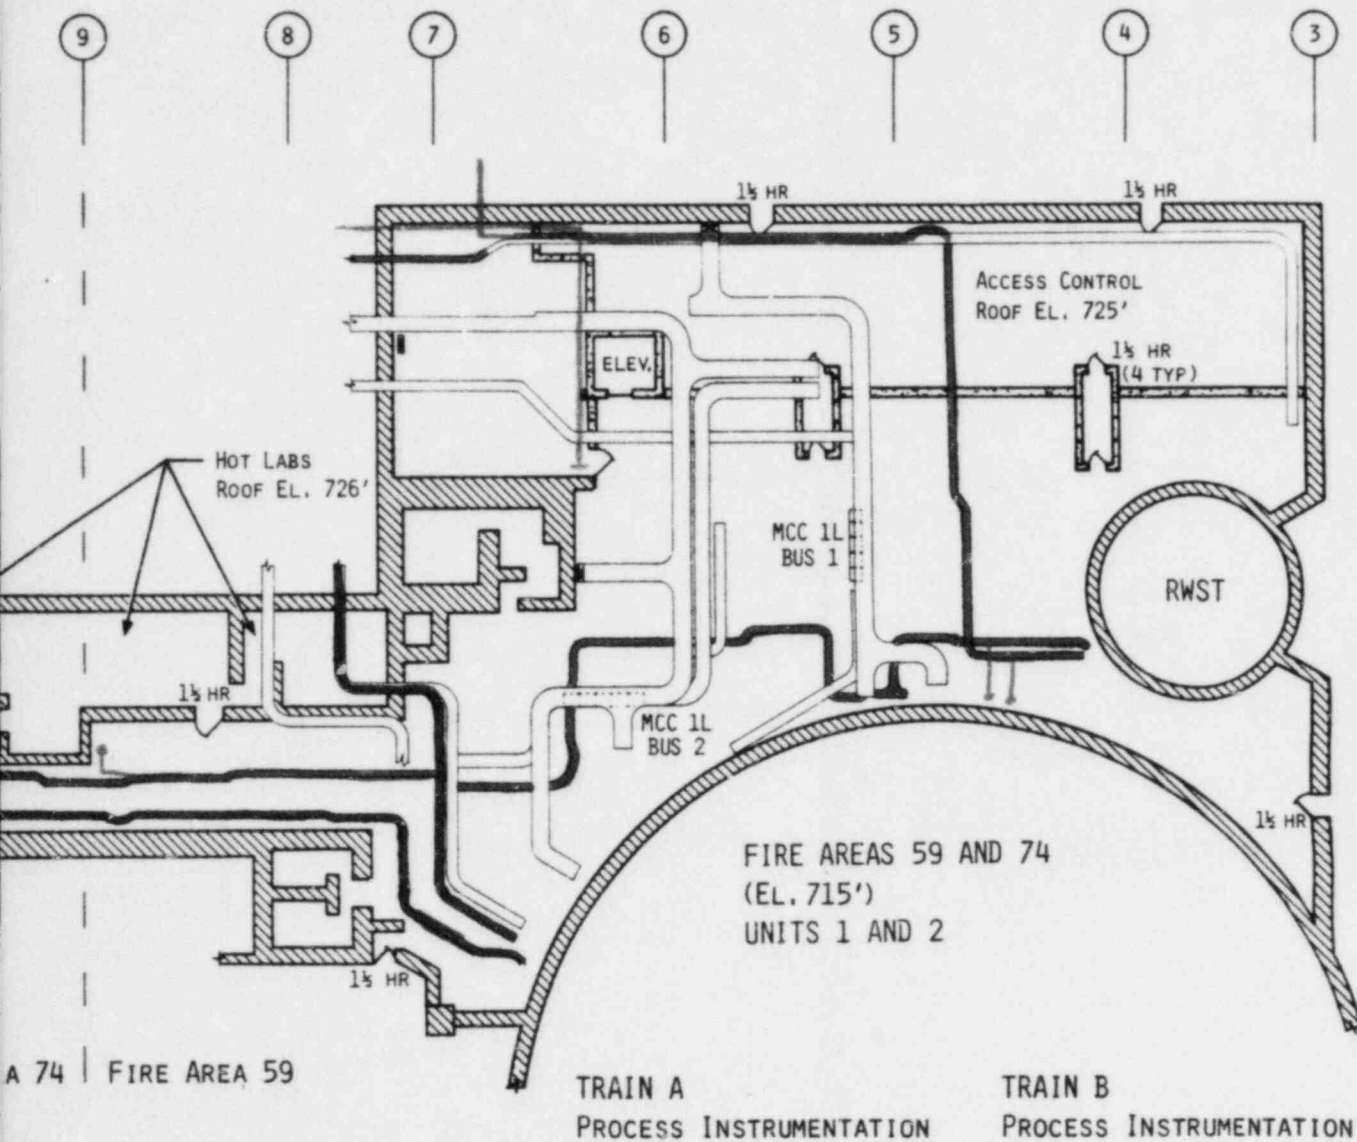 9 8 7 6 5 4 3
1½ HR 1½ HR
ACCESS CONTROL
ROOF EL. 725'
1½ HR
(4 TYP)
ELEV.
HOT LABS
ROOF EL. 726'
MCC 1L
BUS 1
RWST
1½ HR
MCC 1L
BUS 2
1½ HR
FIRE AREAS 59 AND 74
(EL. 715')
UNITS 1 AND 2
1½ HR
A 74 FIRE AREA 59
TRAIN A TRAIN B
PROCESS INSTRUMENTATION PROCESS INSTRUMENTATION